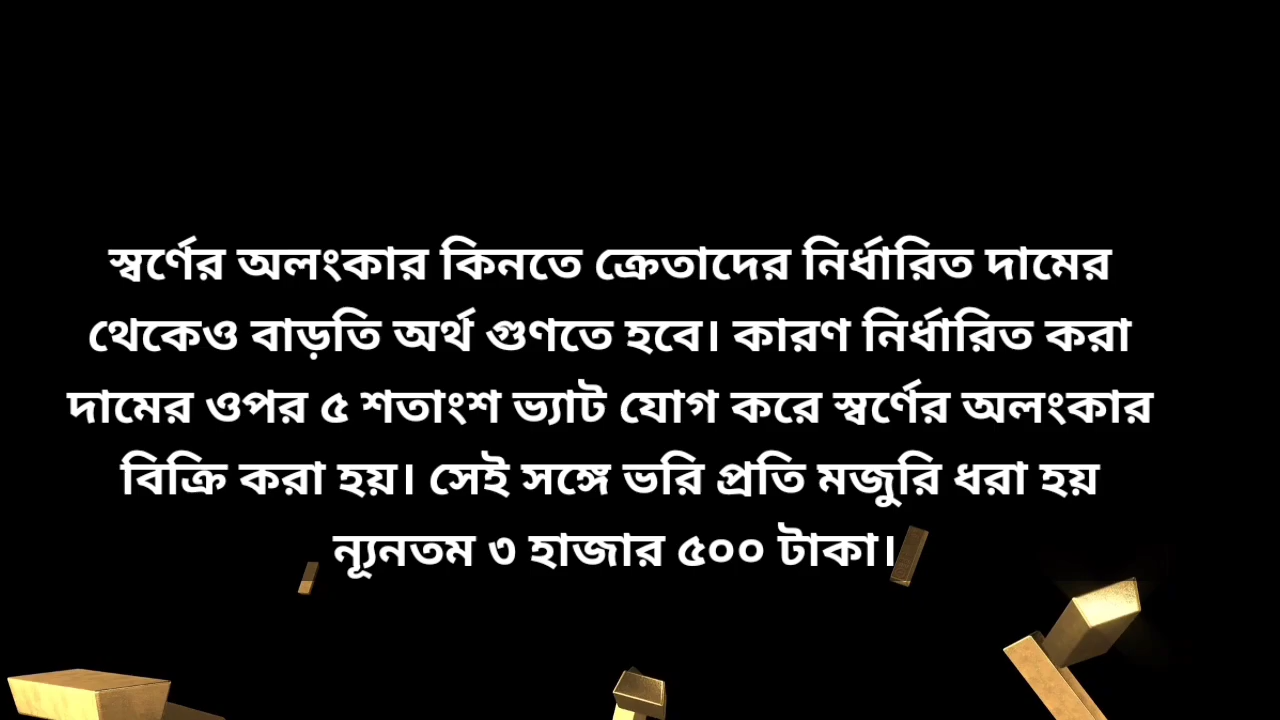 স্বর্ণের অলংকার কিনতে ক্রেতাদের নির্ধারিত দামের
থেকেও বাড়তি অর্থ গুণতে হবে। কারণ নির্ধারিত করা
দামের ওপর ৫ শতাংশ ভ্যাট যোগ করে স্বর্ণের অলংকার
বিক্রি করা হয়। সেই সঙ্গে ভরি প্রতি মজুরি ধরা হয়
ন্যূনতম ৩ হাজার ৫০০ টাকা।